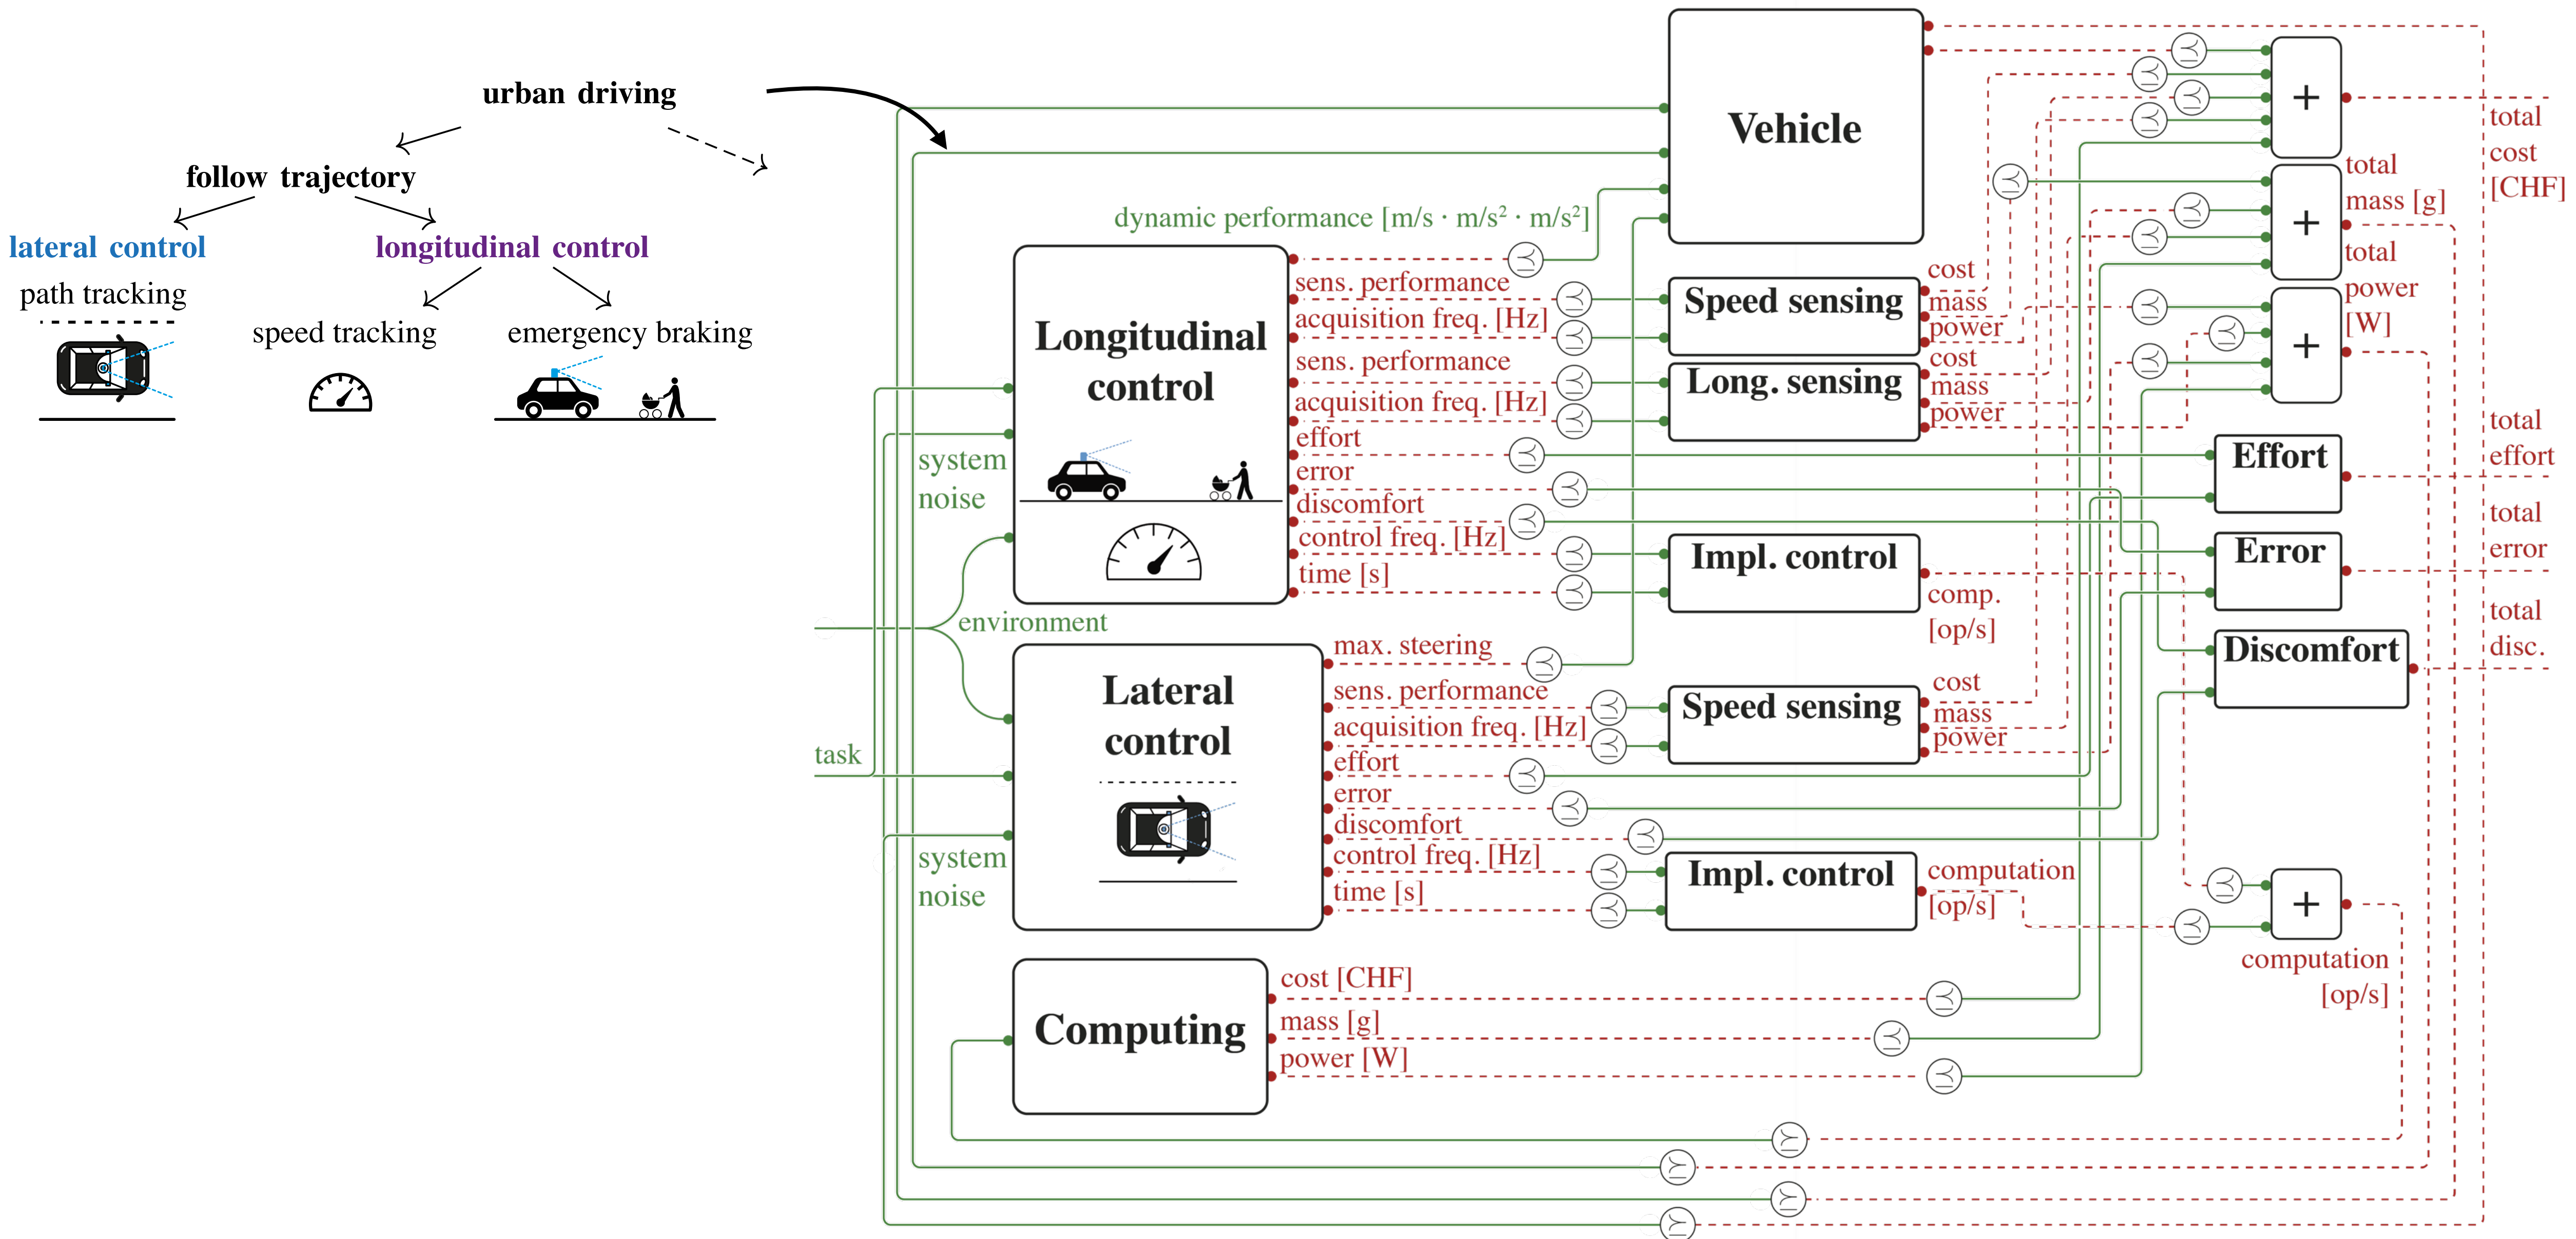 urban driving
follow trajectory
lateral control
longitudinal control
path tracking
speed tracking
emergency braking
Vehicle
dynamic performance [m/s · m/s² · m/s²]
Longitudinal
control
sens. performance
acquisition freq. [Hz]
sens. performance
acquisition freq. [Hz]
effort
error
discomfort
control freq. [Hz]
time [s]
system
noise
environment
task
Speed sensing
cost
mass
power
Long. sensing
cost
mass
power
Impl. control
comp.
[op/s]
Lateral
control
max. steering
sens. performance
acquisition freq. [Hz]
effort
error
discomfort
control freq. [Hz]
time [s]
system
noise
Speed sensing
cost
mass
power
Impl. control
computation
[op/s]
Computing
cost [CHF]
mass [g]
power [W]
+
total
cost
[CHF]
+
total
mass [g]
+
total
power
[W]
Effort
total
effort
Error
total
error
Discomfort
total
disc.
+
computation
[op/s]